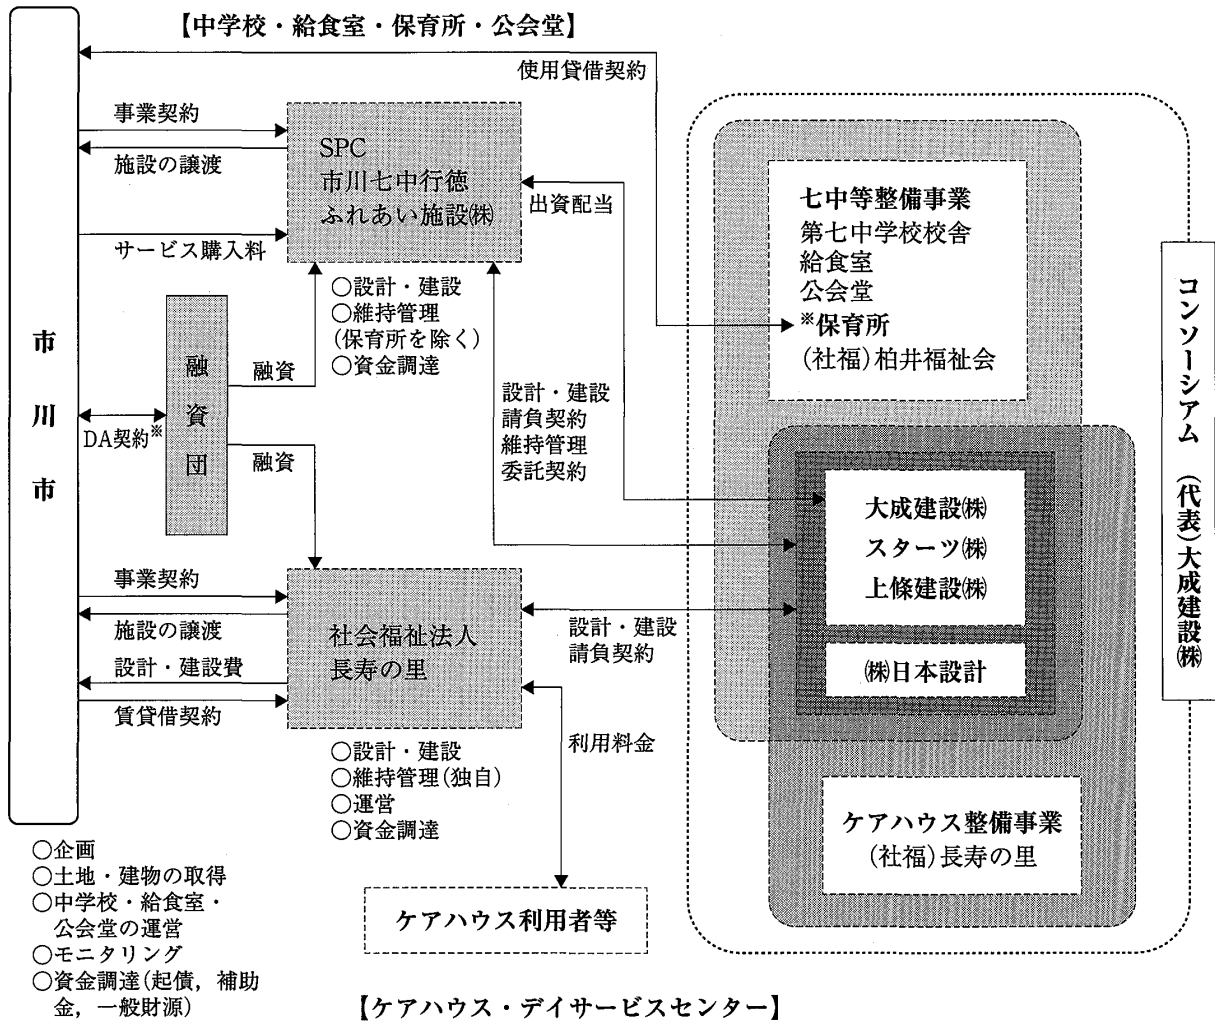 【中学校・給食室・保育所・公会堂】
使用貸借契約
事業契約
施設の譲渡
サービス購入料
SPC
市川七中行徳
ふれあい施設㈱
出資配当
○設計・建設
○維持管理
(保育所を除く)
○資金調達
市川市
融資団
融資
融資
DA契約※
設計・建設
請負契約
維持管理
委託契約
七中等整備事業
第七中学校校舎
給食室
公会堂
※保育所
(社福)柏井福祉会
大成建設㈱
スターツ㈱
上條建設㈱
㈱日本設計
コンソーシアム (代表)大成建設㈱
事業契約
施設の譲渡
設計・建設費
賃貸借契約
社会福祉法人
長寿の里
設計・建設
請負契約
利用料金
○設計・建設
○維持管理(独自)
○運営
○資金調達
ケアハウス整備事業
(社福)長寿の里
ケアハウス利用者等
○企画
○土地・建物の取得
○中学校・給食室・
公会堂の運営
○モニタリング
○資金調達(起債，補助
金，一般財源)
【ケアハウス・デイサービスセンター】